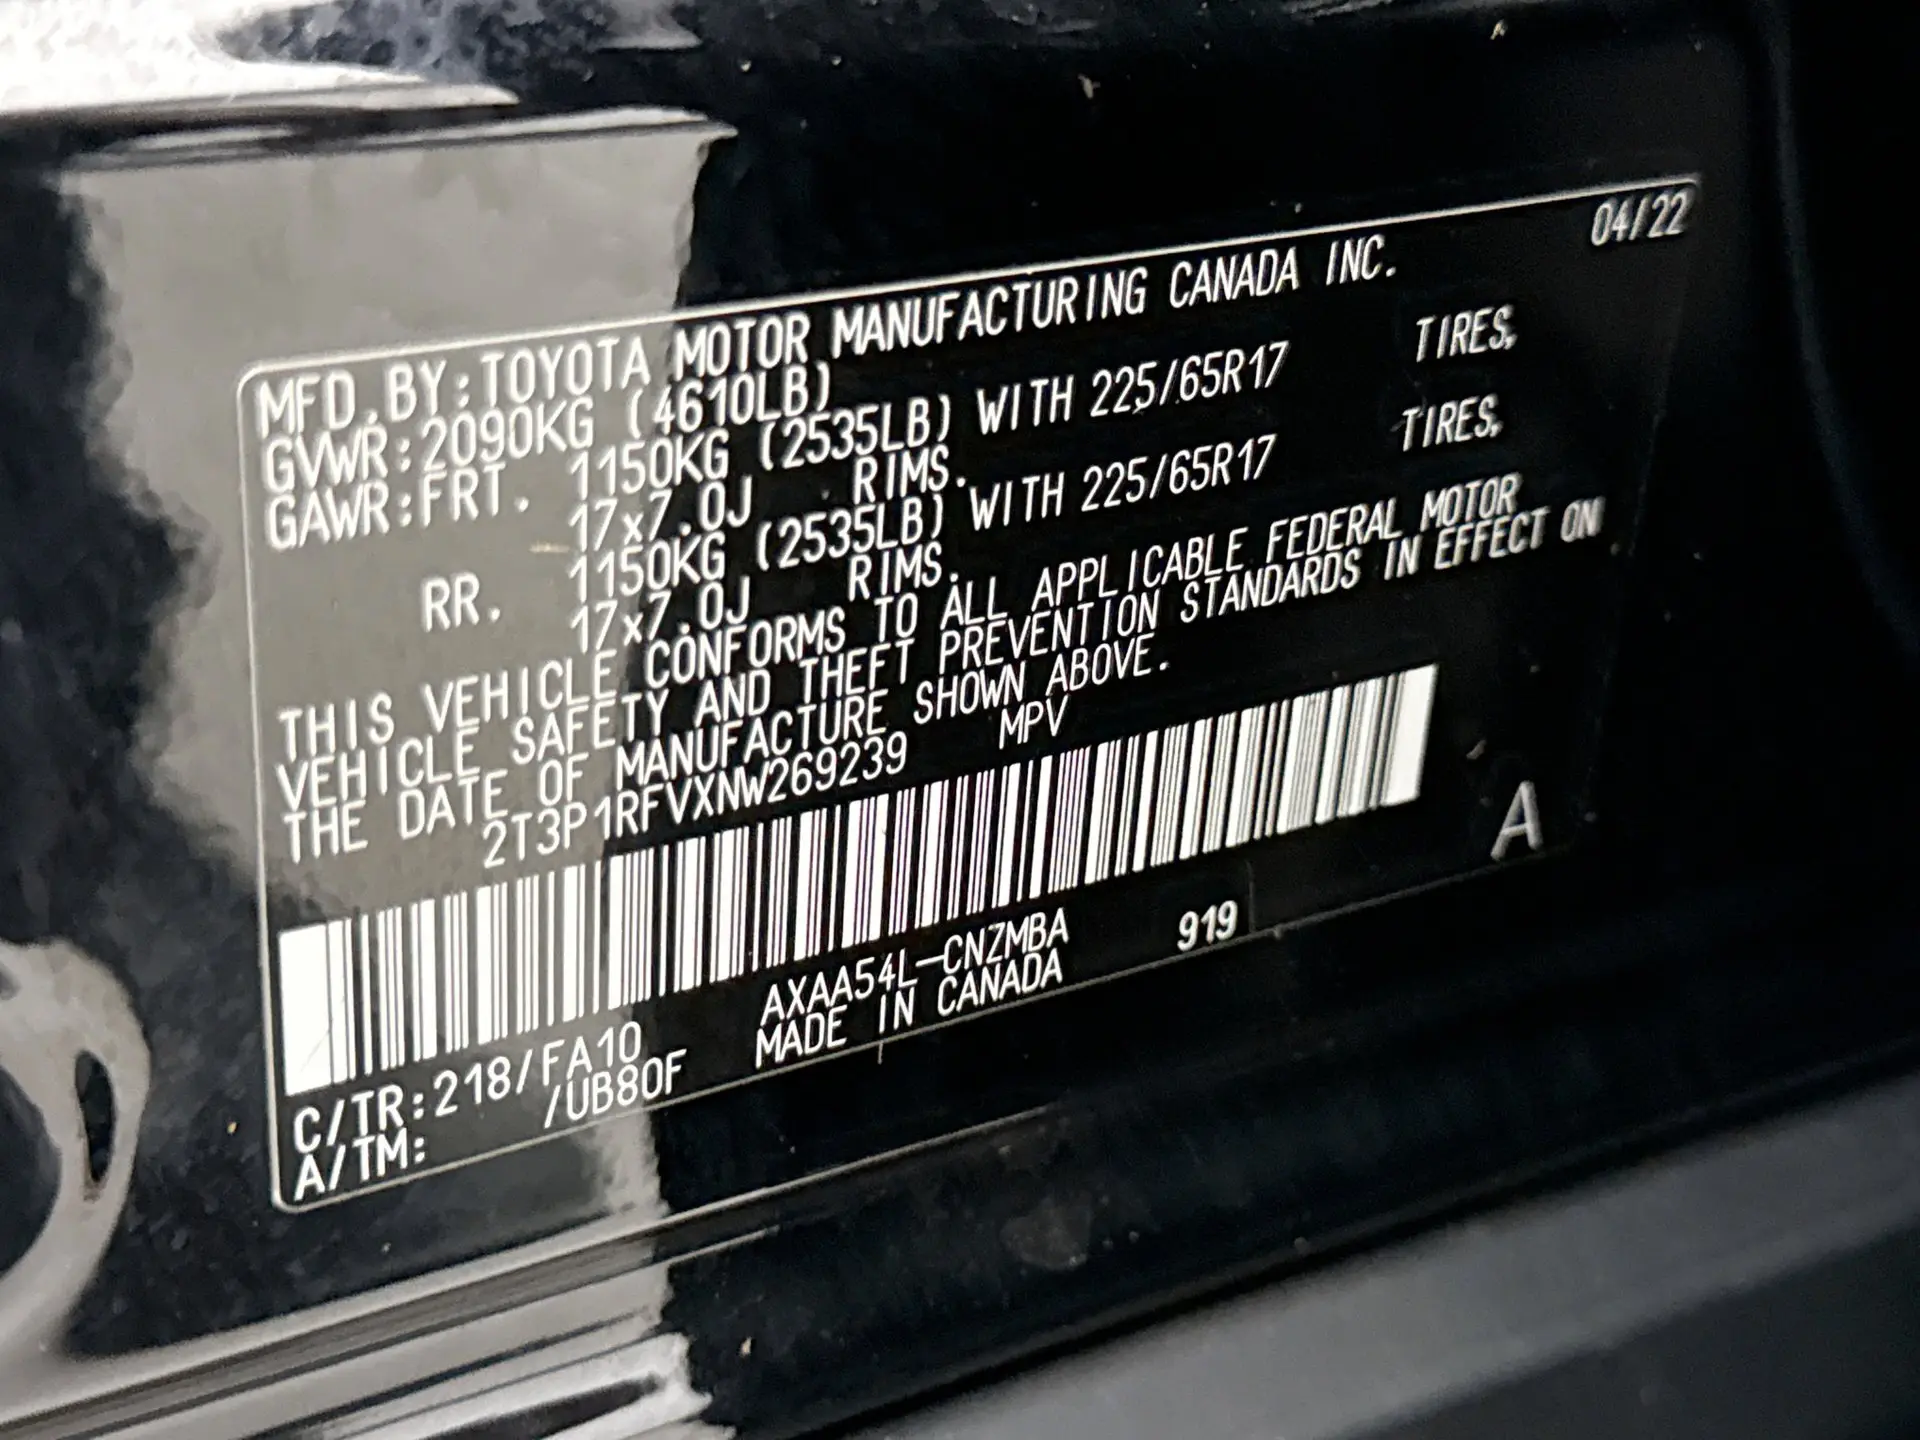 04/22
MFD.BY:TOYOTA MOTOR MANUFACTURING CANADA INC.
GVWR:2090KG (4610LB)
GAWR:FRT. 1150KG (2535LB) WITH 225/65R17 TIRES,
17x7.0J RIMS.
RR. 1150KG (2535LB) WITH 225/65R17 TIRES,
17x7.0J RIMS.
THIS VEHICLE CONFORMS TO ALL APPLICABLE FEDERAL MOTOR
VEHICLE SAFETY AND THEFT PREVENTION STANDARDS IN EFFECT ON
THE DATE OF MANUFACTURE SHOWN ABOVE.
2T3P1RFVXNW269239 MPV
A
C/TR:218/FA10 AXAA54L-CNZMBA 919
A/TM: /UB80F MADE IN CANADA